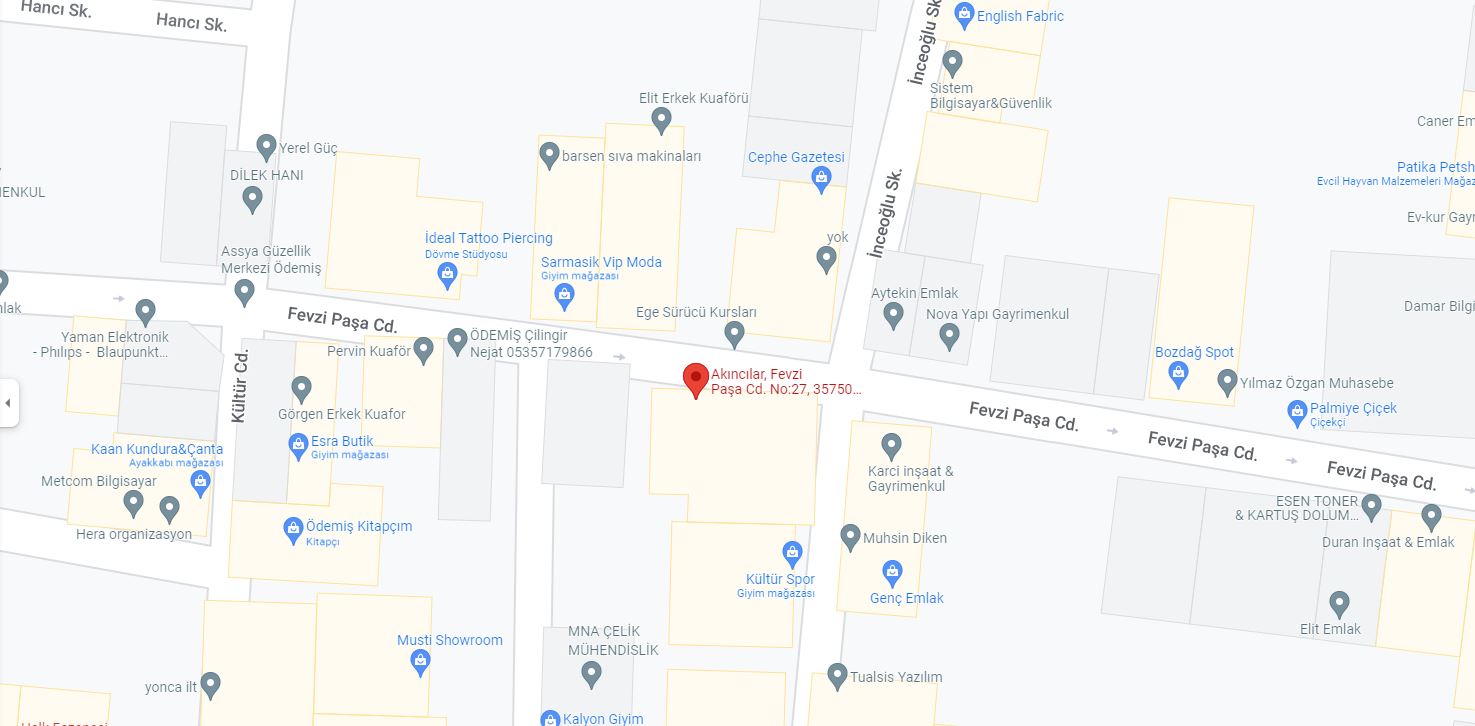 Hancı Sk.
Hancı Sk.
İnceoğlu Sk.
English Fabric
Sistem
Bilgisayar&Güvenlik
Elit Erkek Kuaförü
Caner Em
Yerel Güç
barsen sıva makinaları
Cephe Gazetesi
Patika Petsh
Evcil Hayvan Malzemeleri Mağaz
DİLEK HANI
MENKUL
İnceoğlu Sk.
Ev-kur Gayr
İdeal Tattoo Piercing
Dövme Stüdyosu
yok
Assya Güzellik
Merkezi Ödemiş
Sarmasik Vip Moda
Giyim mağazası
Aytekin Emlak
nlak
Fevzi Paşa Cd.
Ege Sürücü Kursları
Nova Yapı Gayrimenkul
Damar Bilgi
Yaman Elektronik
- Philips - Blaupunkt...
Pervin Kuaför
ÖDEMİŞ Çilingir
Nejat 05357179866
Bozdağ Spot
Kültür Cd.
Akıncılar, Fevzi
Paşa Cd. No:27, 35750...
Yılmaz Özgan Muhasebe
Görgen Erkek Kuafor
Fevzi Paşa Cd.
Palmiye Çiçek
Çiçekçi
Esra Butik
Giyim mağazası
Kaan Kundura&Çanta
Ayakkabı mağazası
Fevzi Paşa Cd.
Karci inşaat &
Gayrimenkul
Fevzi Paşa Cd.
Metcom Bilgisayar
ESEN TONER
& KARTUŞ DOLUM...
Hera organizasyon
Ödemiş Kitapçım
Kitapçı
Muhsin Diken
Duran Inşaat & Emlak
Kültür Spor
Giyim mağazası
Genç Emlak
Elit Emlak
MNA ÇELİK
MÜHENDİSLİK
Musti Showroom
yonca ilt
Tualsis Yazılım
Kalyon Giyim